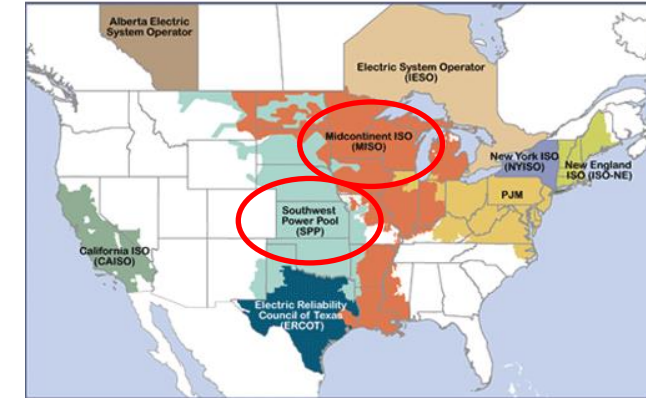 Alberta Electric
System Operator
Electric System Operator
(IESO)
Midcontinent ISO
(MISO)
New York ISO
(NYISO)
New England
ISO (ISO-NE)
PJM
Southwest
Power Pool
(SPP)
California ISO
(CAISO)
Electric Reliability
Council of Texas
(ERCOT)